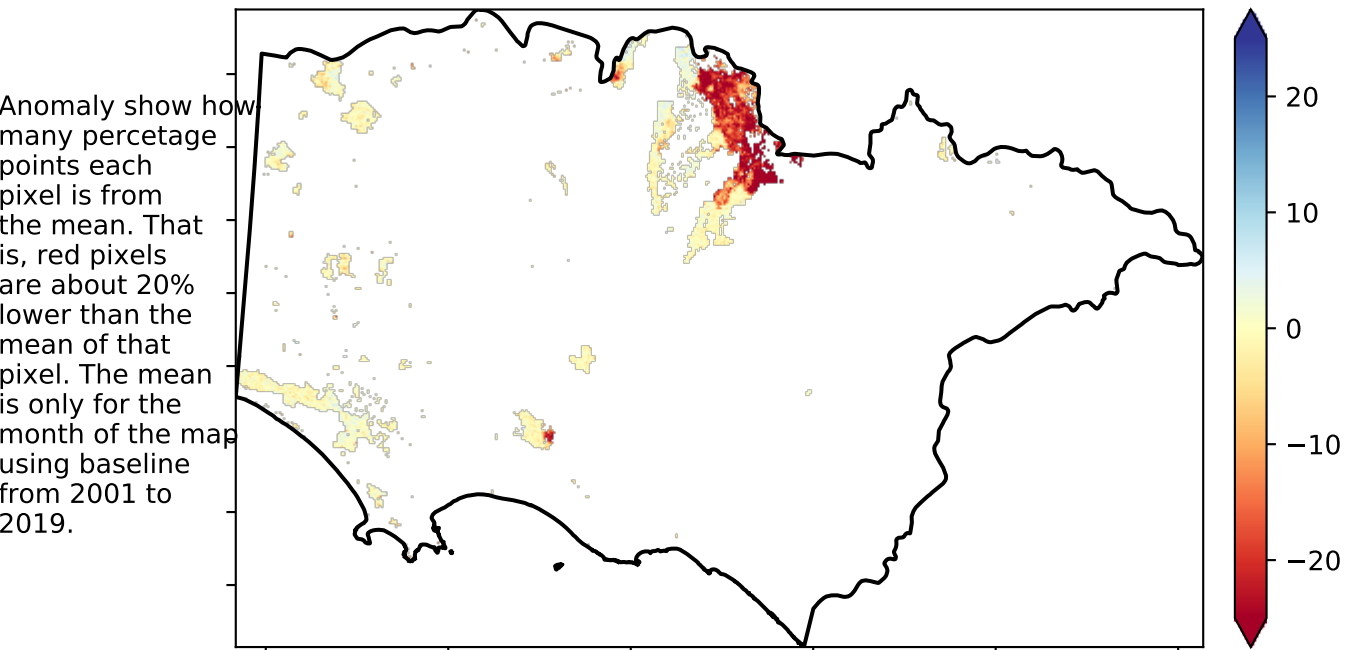 Anomaly show how
many percetage
points each
pixel is from
the mean. That
is, red pixels
are about 20%
lower than the
mean of that
pixel. The mean
is only for the
month of the map
using baseline
from 2001 to
2019.
20
10
0
−10
−20